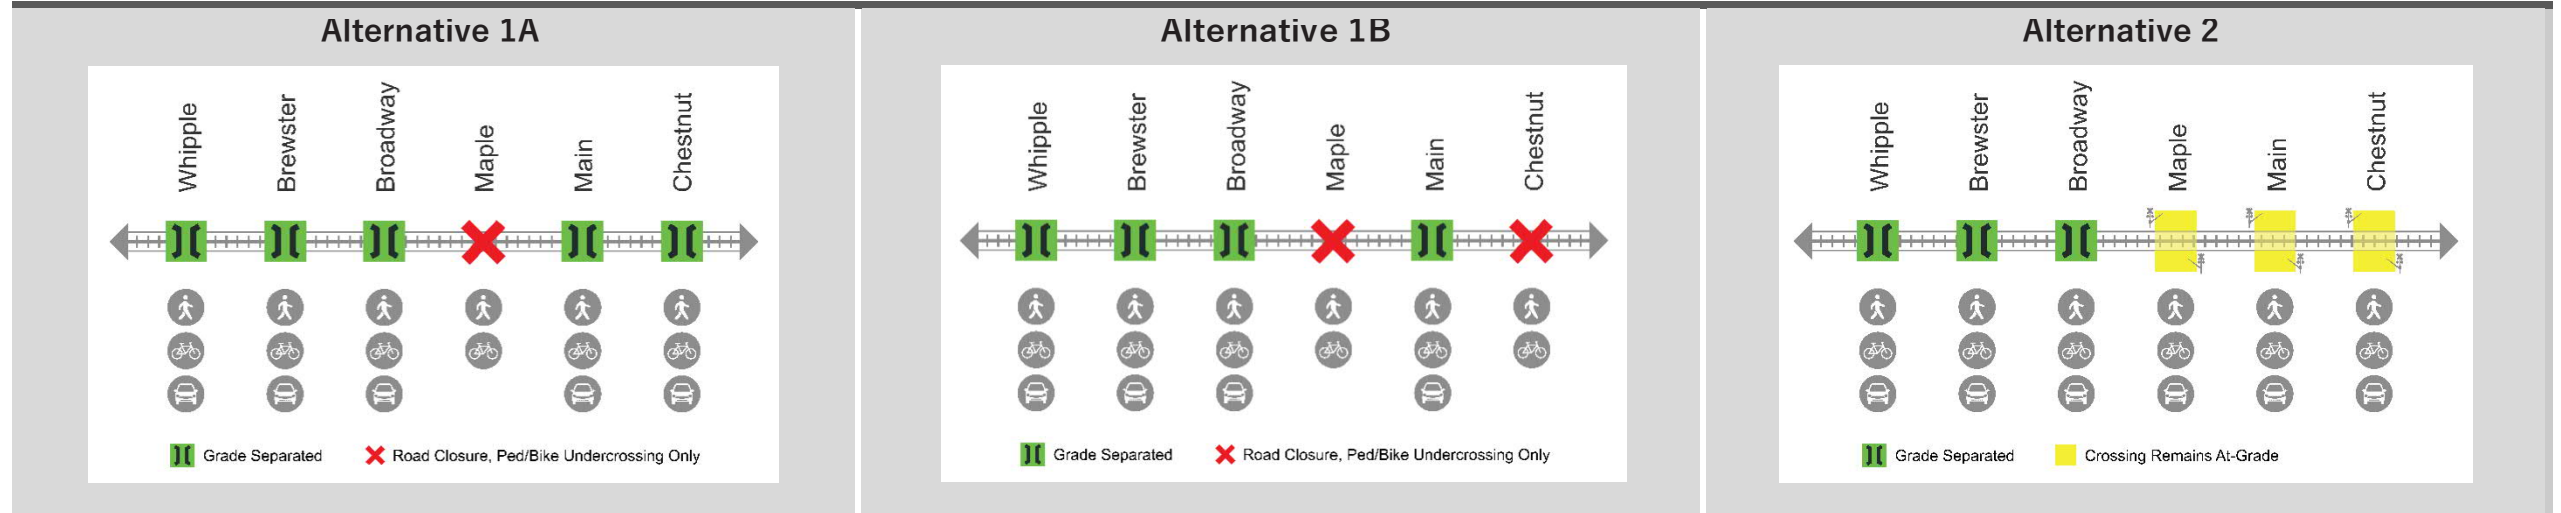 Alternative 1A
Whipple
Brewster
Broadway
Maple
Main
Chestnut
Grade Separated
Road Closure, Ped/Bike Undercrossing Only
Alternative 1B
Whipple
Brewster
Broadway
Maple
Main
Chestnut
Grade Separated
Road Closure, Ped/Bike Undercrossing Only
Alternative 2
Whipple
Brewster
Broadway
Maple
Main
Chestnut
Grade Separated
Crossing Remains At-Grade